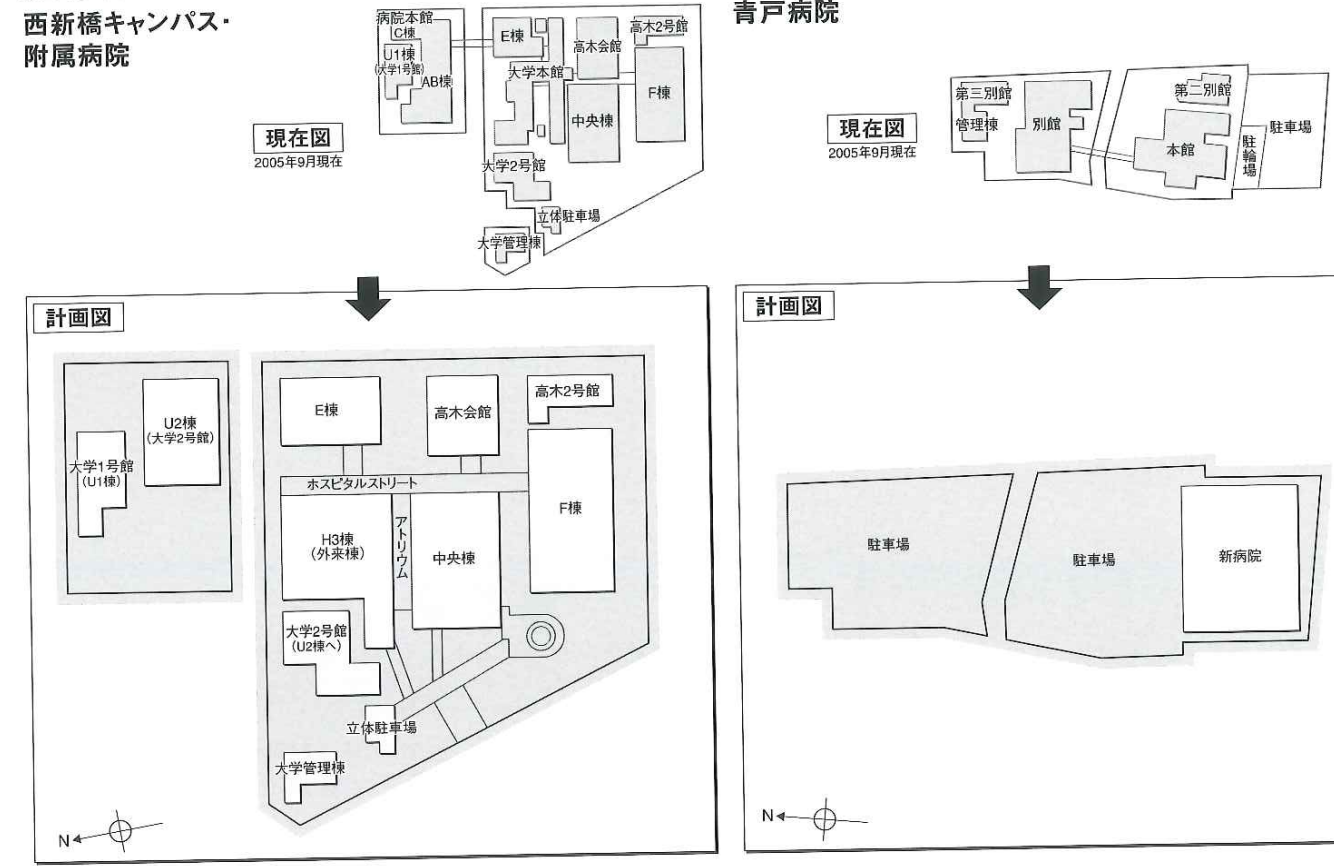 西新橋キャンパス・
附属病院
現在図
2005年9月現在
病院本館
C棟
U1棟
(大学1号館)
AB棟
E棟
大学本館
高木会館
高木2号館
F棟
中央棟
大学2号館
立体駐車場
大学管理棟
計画図
U2棟
(大学2号館)
大学1号館
(U1棟)
E棟
高木会館
高木2号館
ホスピタルストリート
H3棟
(外来棟)
アトリウム
中央棟
F棟
大学2号館
(U2棟へ)
立体駐車場
大学管理棟
N
青戸病院
現在図
2005年9月現在
第三別館
管理棟
別館
第二別館
本館
駐輪場
駐車場
計画図
駐車場
駐車場
新病院
N